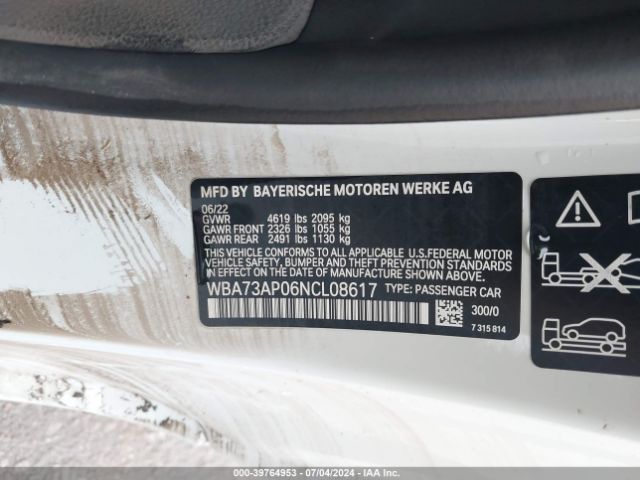 MFD BY BAYERISCHE MOTOREN WERKE AG
06/22
GVWR 4619 lbs 2095 kg
GAWR FRONT 2326 lbs 1055 kg
GAWR REAR 2491 lbs 1130 kg
THIS VEHICLE CONFORMS TO ALL APPLICABLE U.S.FEDERAL MOTOR
VEHICLE SAFETY, BUMPER AND THEFT PREVENTION STANDARDS
IN EFFECT ON THE DATE OF MANUFACTURE SHOWN ABOVE.
WBA73AP06NCL08617 TYPE: PASSENGER CAR
300/0
7 315 814
000-39764953 - 07/04/2024 - IAA Inc.